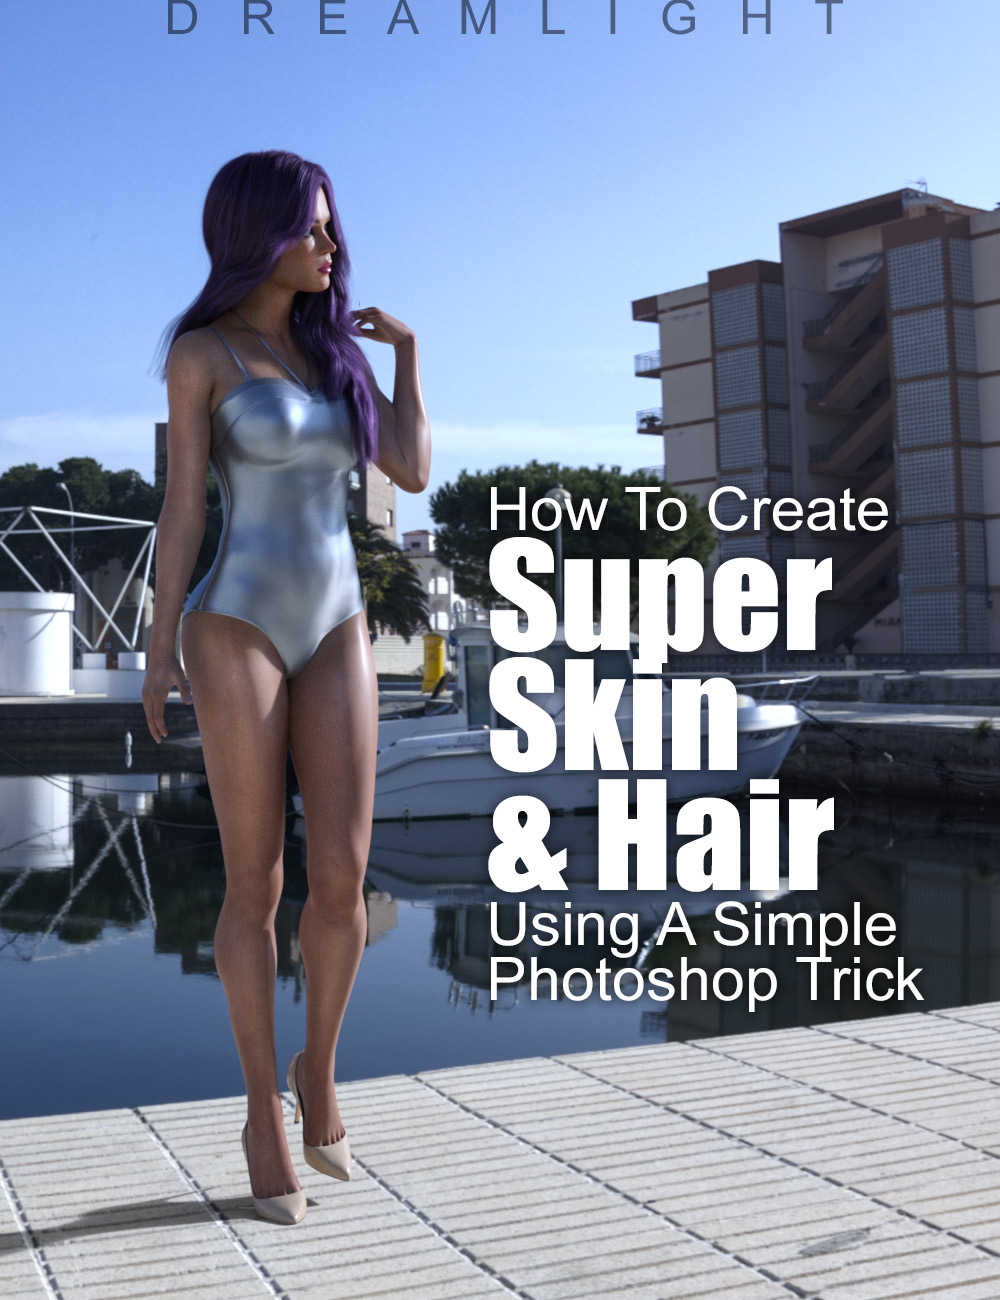 DREAMLIGHT
How To Create
Super
Skin
& Hair
Using A Simple
Photoshop Trick